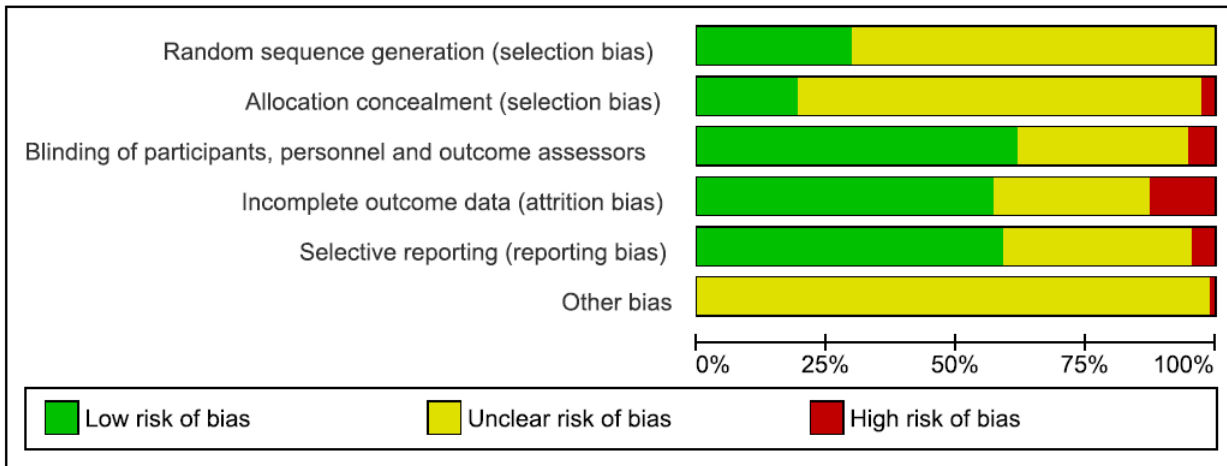 Random sequence generation (selection bias)
Allocation concealment (selection bias)
Blinding of participants, personnel and outcome assessors
Incomplete outcome data (attrition bias)
Selective reporting (reporting bias)
Other bias
0% 25% 50% 75% 100%
Low risk of bias Unclear risk of bias High risk of bias